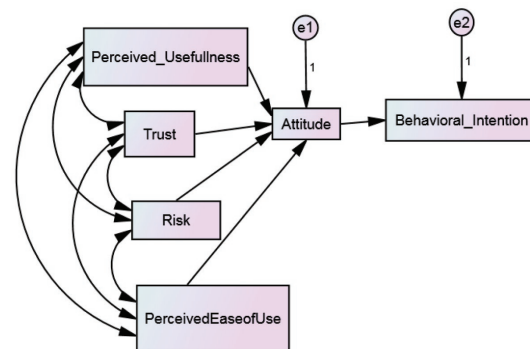 e1
e2
1
1
Perceived_Usefullness
Trust
Attitude
Behavioral_Intention
Risk
PerceivedEaseofUse